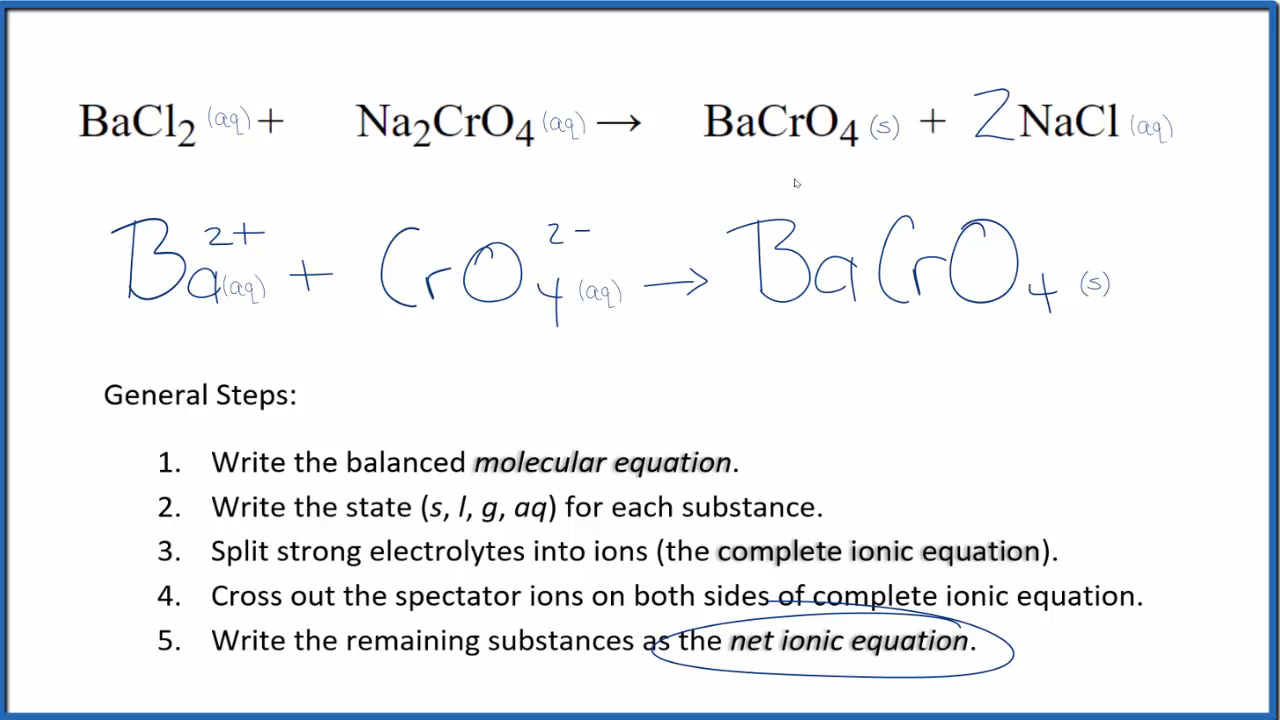 BaCl₂ (aq) + Na₂CrO₄ (aq) → BaCrO₄ (s) + 2 NaCl (aq)
Ba²⁺ (aq) + CrO₄²⁻ (aq) → BaCrO₄ (s)
General Steps:
1. Write the balanced molecular equation.
2. Write the state (s, l, g, aq) for each substance.
3. Split strong electrolytes into ions (the complete ionic equation).
4. Cross out the spectator ions on both sides of complete ionic equation.
5. Write the remaining substances as the net ionic equation.